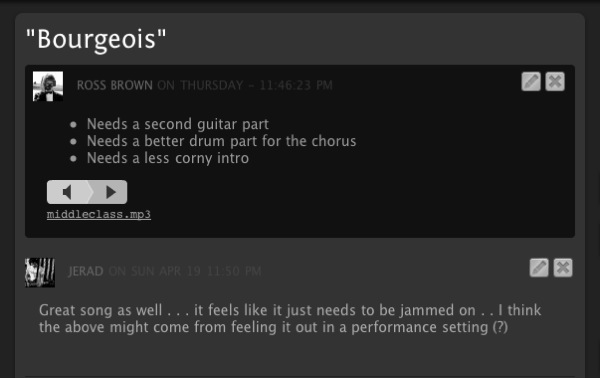 "Bourgeois"
ROSS BROWN ON THURSDAY - 11:46:23 PM
Needs a second guitar part
Needs a better drum part for the chorus
Needs a less corny intro
middleclass.mp3
JERAD ON SUN APR 19 11:50 PM
Great song as well . . . it feels like it just needs to be jammed on . . I think
the above might come from feeling it out in a performance setting (?)